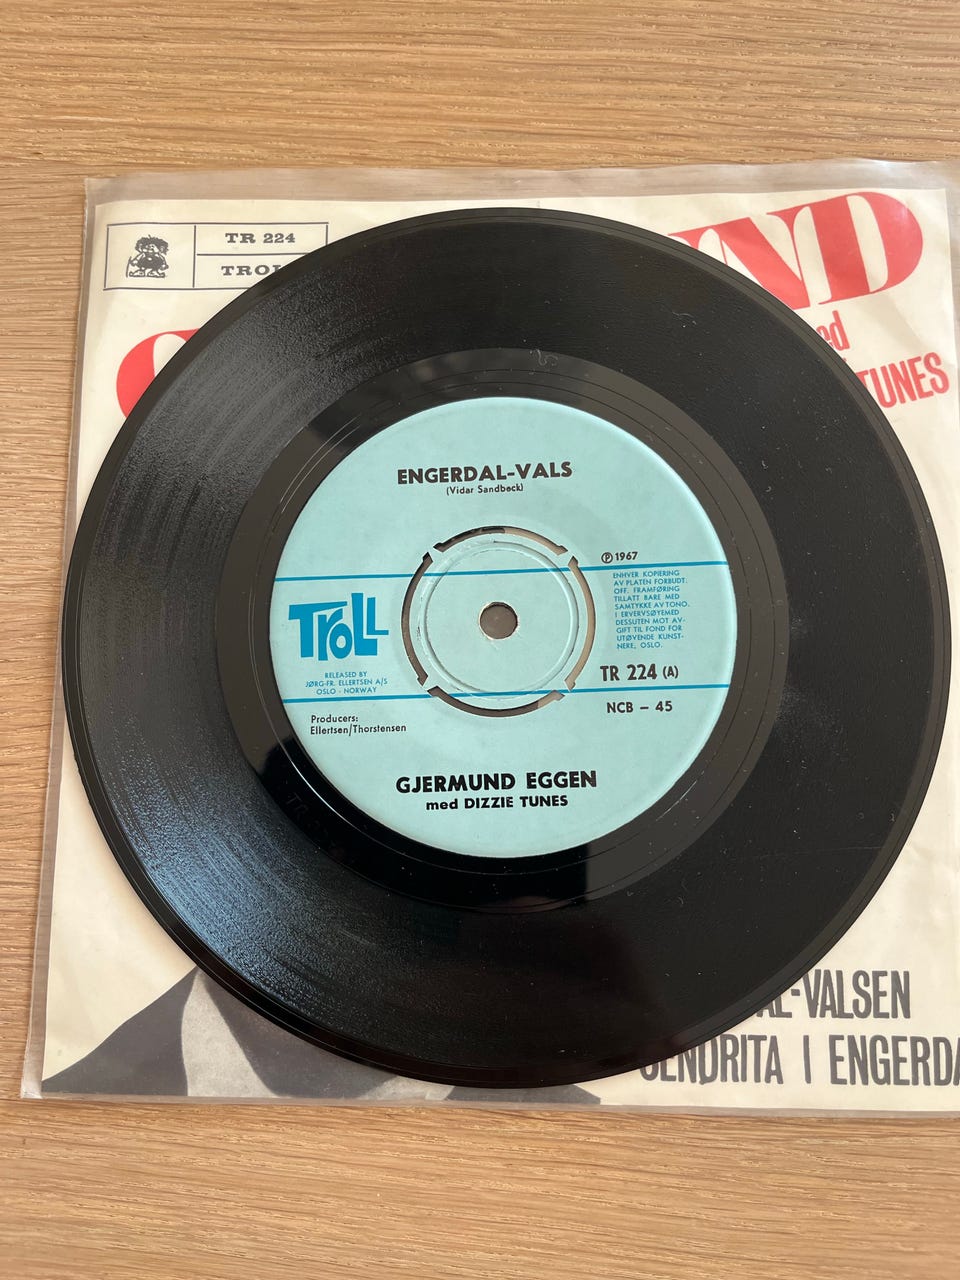 TR 224
ND
TUNES
ENGERDAL-VALS
(Vidar Sandbeck)
Ⓟ 1967
ENHVER KOPIERING
AV PLATEN FORBUDT.
OFF. FRAMFØRING
TILLATT BARE MED
SAMTYKKE AV TONO.
I ERVERVSØYEMED
DESSUTEN MOT AV-
GIFT TIL FOND FOR
UTØVENDE KUNST-
NERE, OSLO.
TROLL
RELEASED BY
JØRG-FR. ELLERTSEN A/S
OSLO - NORWAY
TR 224 (A)
NCB – 45
Producers:
Ellertsen/Thorstensen
GJERMUND EGGEN
med DIZZIE TUNES
-VALSEN
I ENGERDA